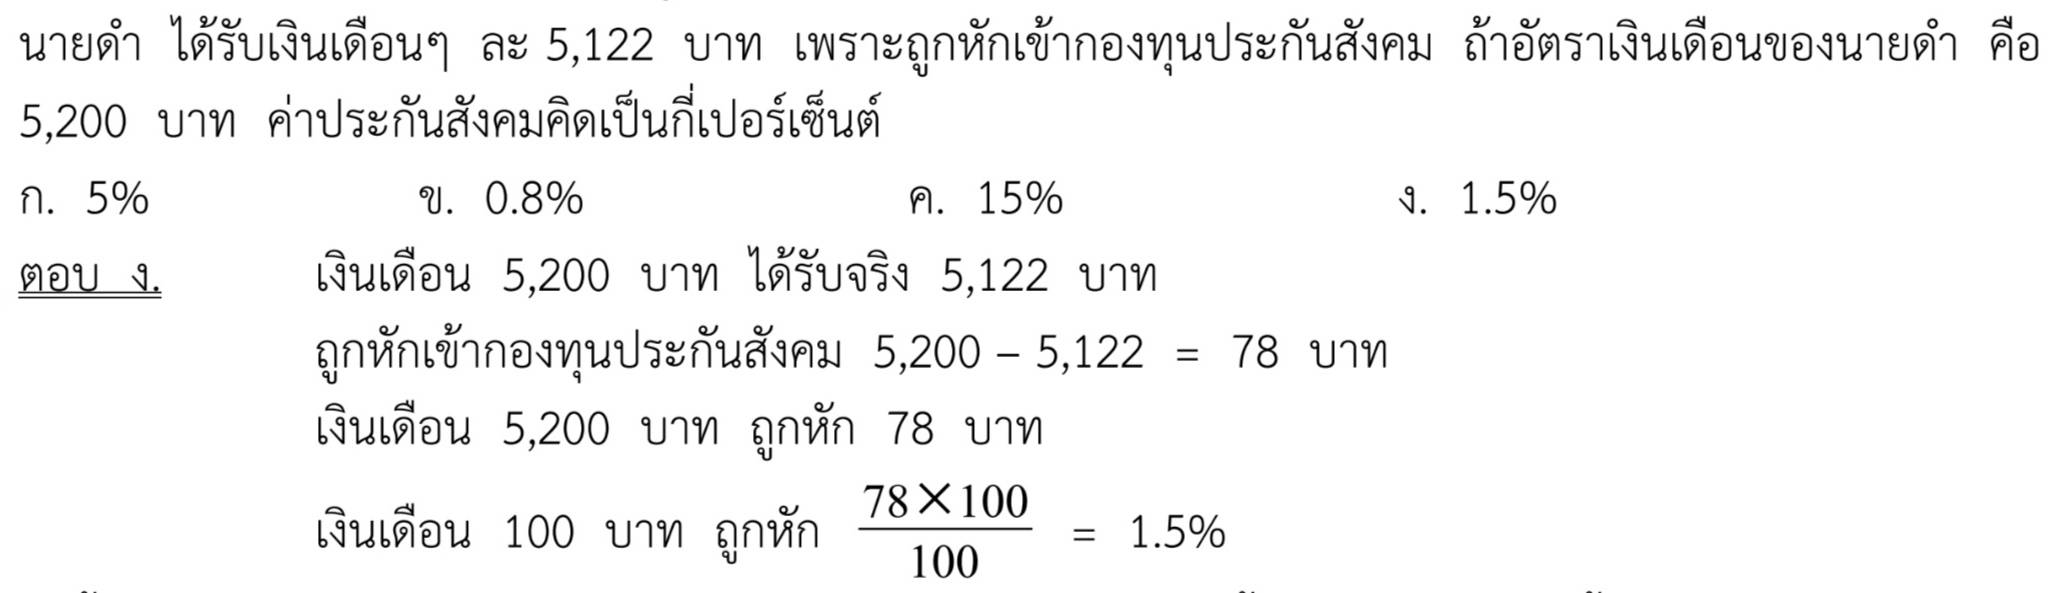 นายดำ ได้รับเงินเดือนๆ ละ 5,122 บาท เพราะถูกหักเข้ากองทุนประกันสังคม ถ้าอัตราเงินเดือนของนายดำ คือ
5,200 บาท ค่าประกันสังคมคิดเป็นกี่เปอร์เซ็นต์
ก. 5% ข. 0.8% ค. 15% ง. 1.5%
ตอบ ง. เงินเดือน 5,200 บาท ได้รับจริง 5,122 บาท
ถูกหักเข้ากองทุนประกันสังคม 5,200 – 5,122 = 78 บาท
เงินเดือน 5,200 บาท ถูกหัก 78 บาท
เงินเดือน 100 บาท ถูกหัก 78×100/100 = 1.5%